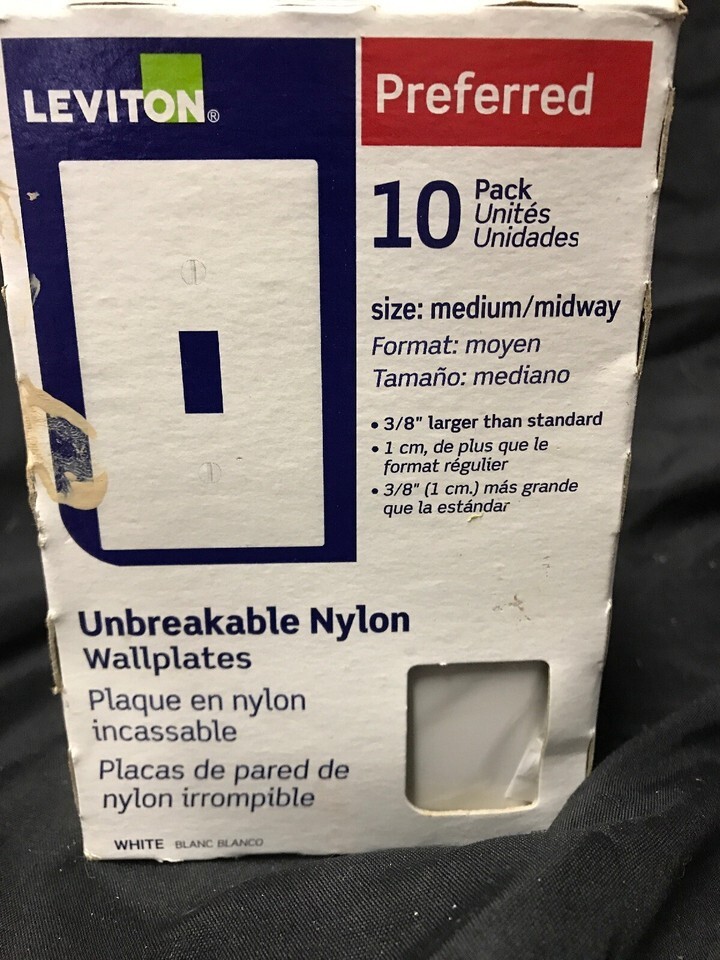 LEVITON®
Preferred
10 Pack
Unités
Unidades
size: medium/midway
Format: moyen
Tamaño: mediano
• 3/8" larger than standard
• 1 cm, de plus que le
format régulier
• 3/8" (1 cm.) más grande
que la estándar
Unbreakable Nylon
Wallplates
Plaque en nylon
incassable
Placas de pared de
nylon irrompible
WHITE BLANC BLANCO